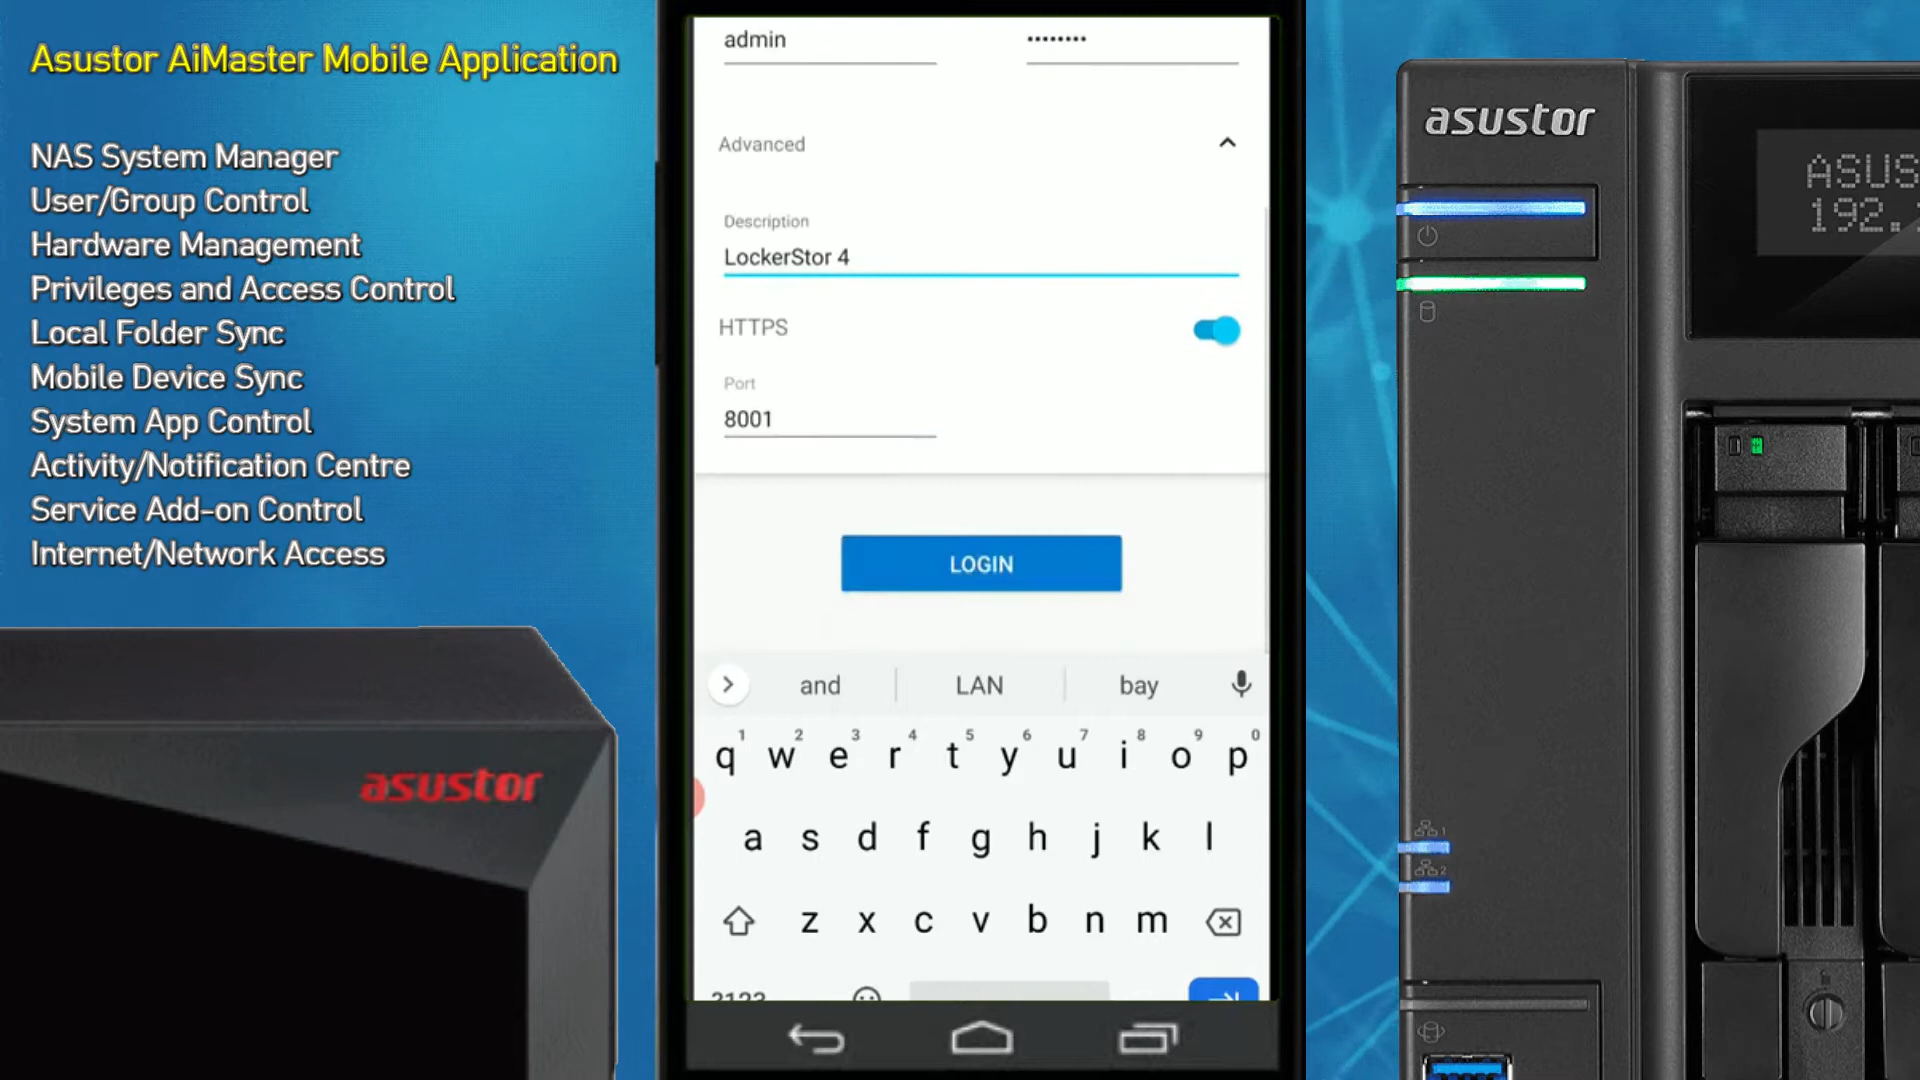 Asustor AiMaster Mobile Application
NAS System Manager
User/Group Control
Hardware Management
Privileges and Access Control
Local Folder Sync
Mobile Device Sync
System App Control
Activity/Notification Centre
Service Add-on Control
Internet/Network Access
asustor
admin
••••••••
Advanced
Description
LockerStor 4
HTTPS
Port
8001
LOGIN
and LAN bay
1 2 3 4 5 6 7 8 9 0
q w e r t y u i o p
a s d f g h j k l
z x c v b n m
asustor
ASUS
192.
1
2